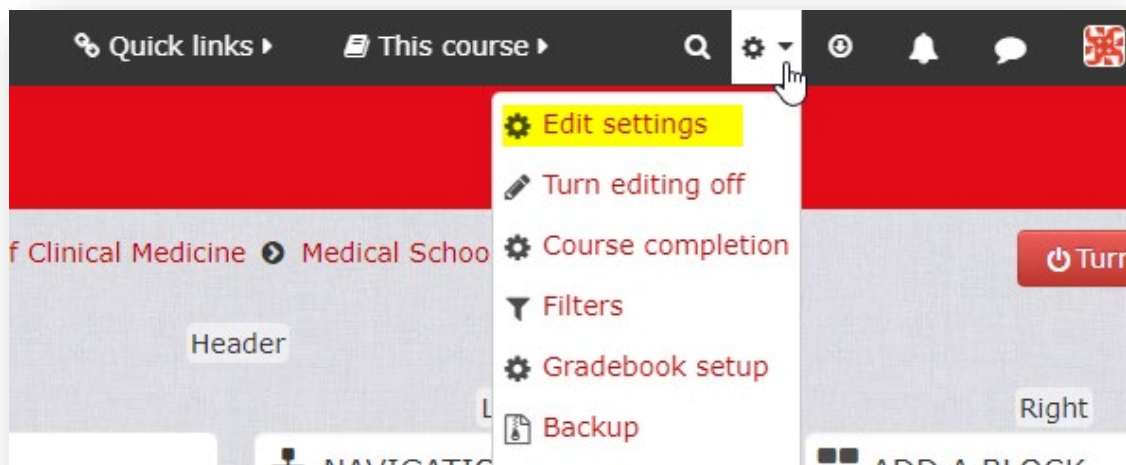 Quick links This course
Edit settings
Turn editing off
f Clinical Medicine Medical Schoo
Course completion
Turn
Filters
Header
Gradebook setup
L
Right
Backup
NAVIGATIO
ADD A BLOCK